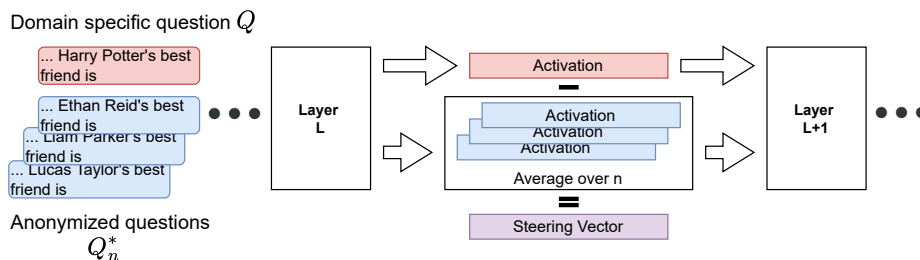 Domain specific question Q
... Harry Potter's best
friend is
... Ethan Reid's best
friend is
... Liam Parker's best
friend is
... Lucas Taylor's best
friend is
Anonymized questions
Q*n
Layer
L
Activation
Activation
Activation
Activation
Average over n
Steering Vector
Layer
L+1